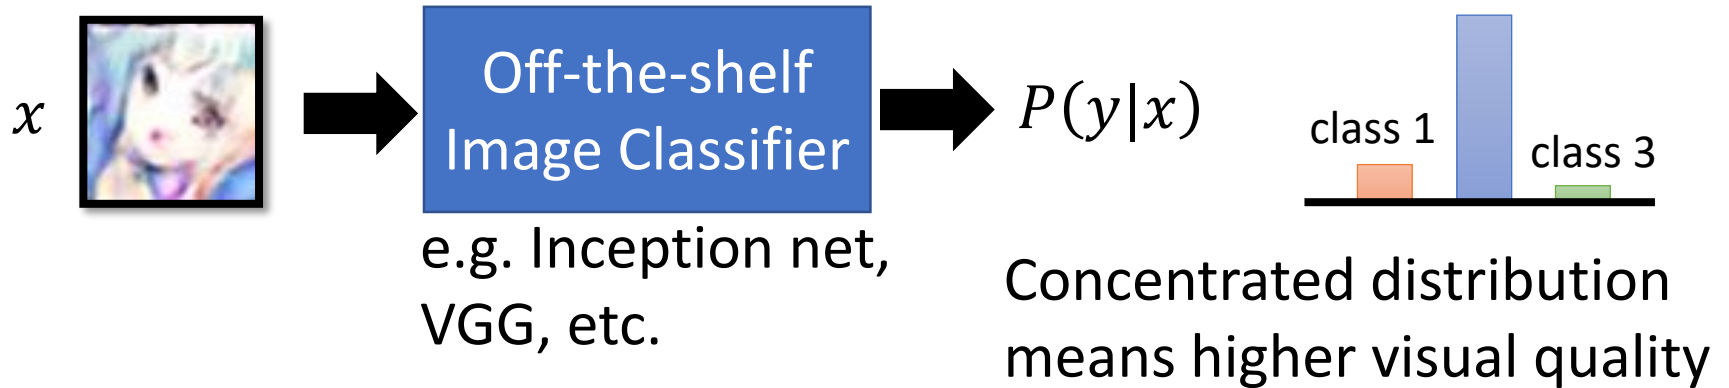 x
Off-the-shelf
Image Classifier
e.g. Inception net,
VGG, etc.
P(y|x)
class 1
class 3
Concentrated distribution
means higher visual quality